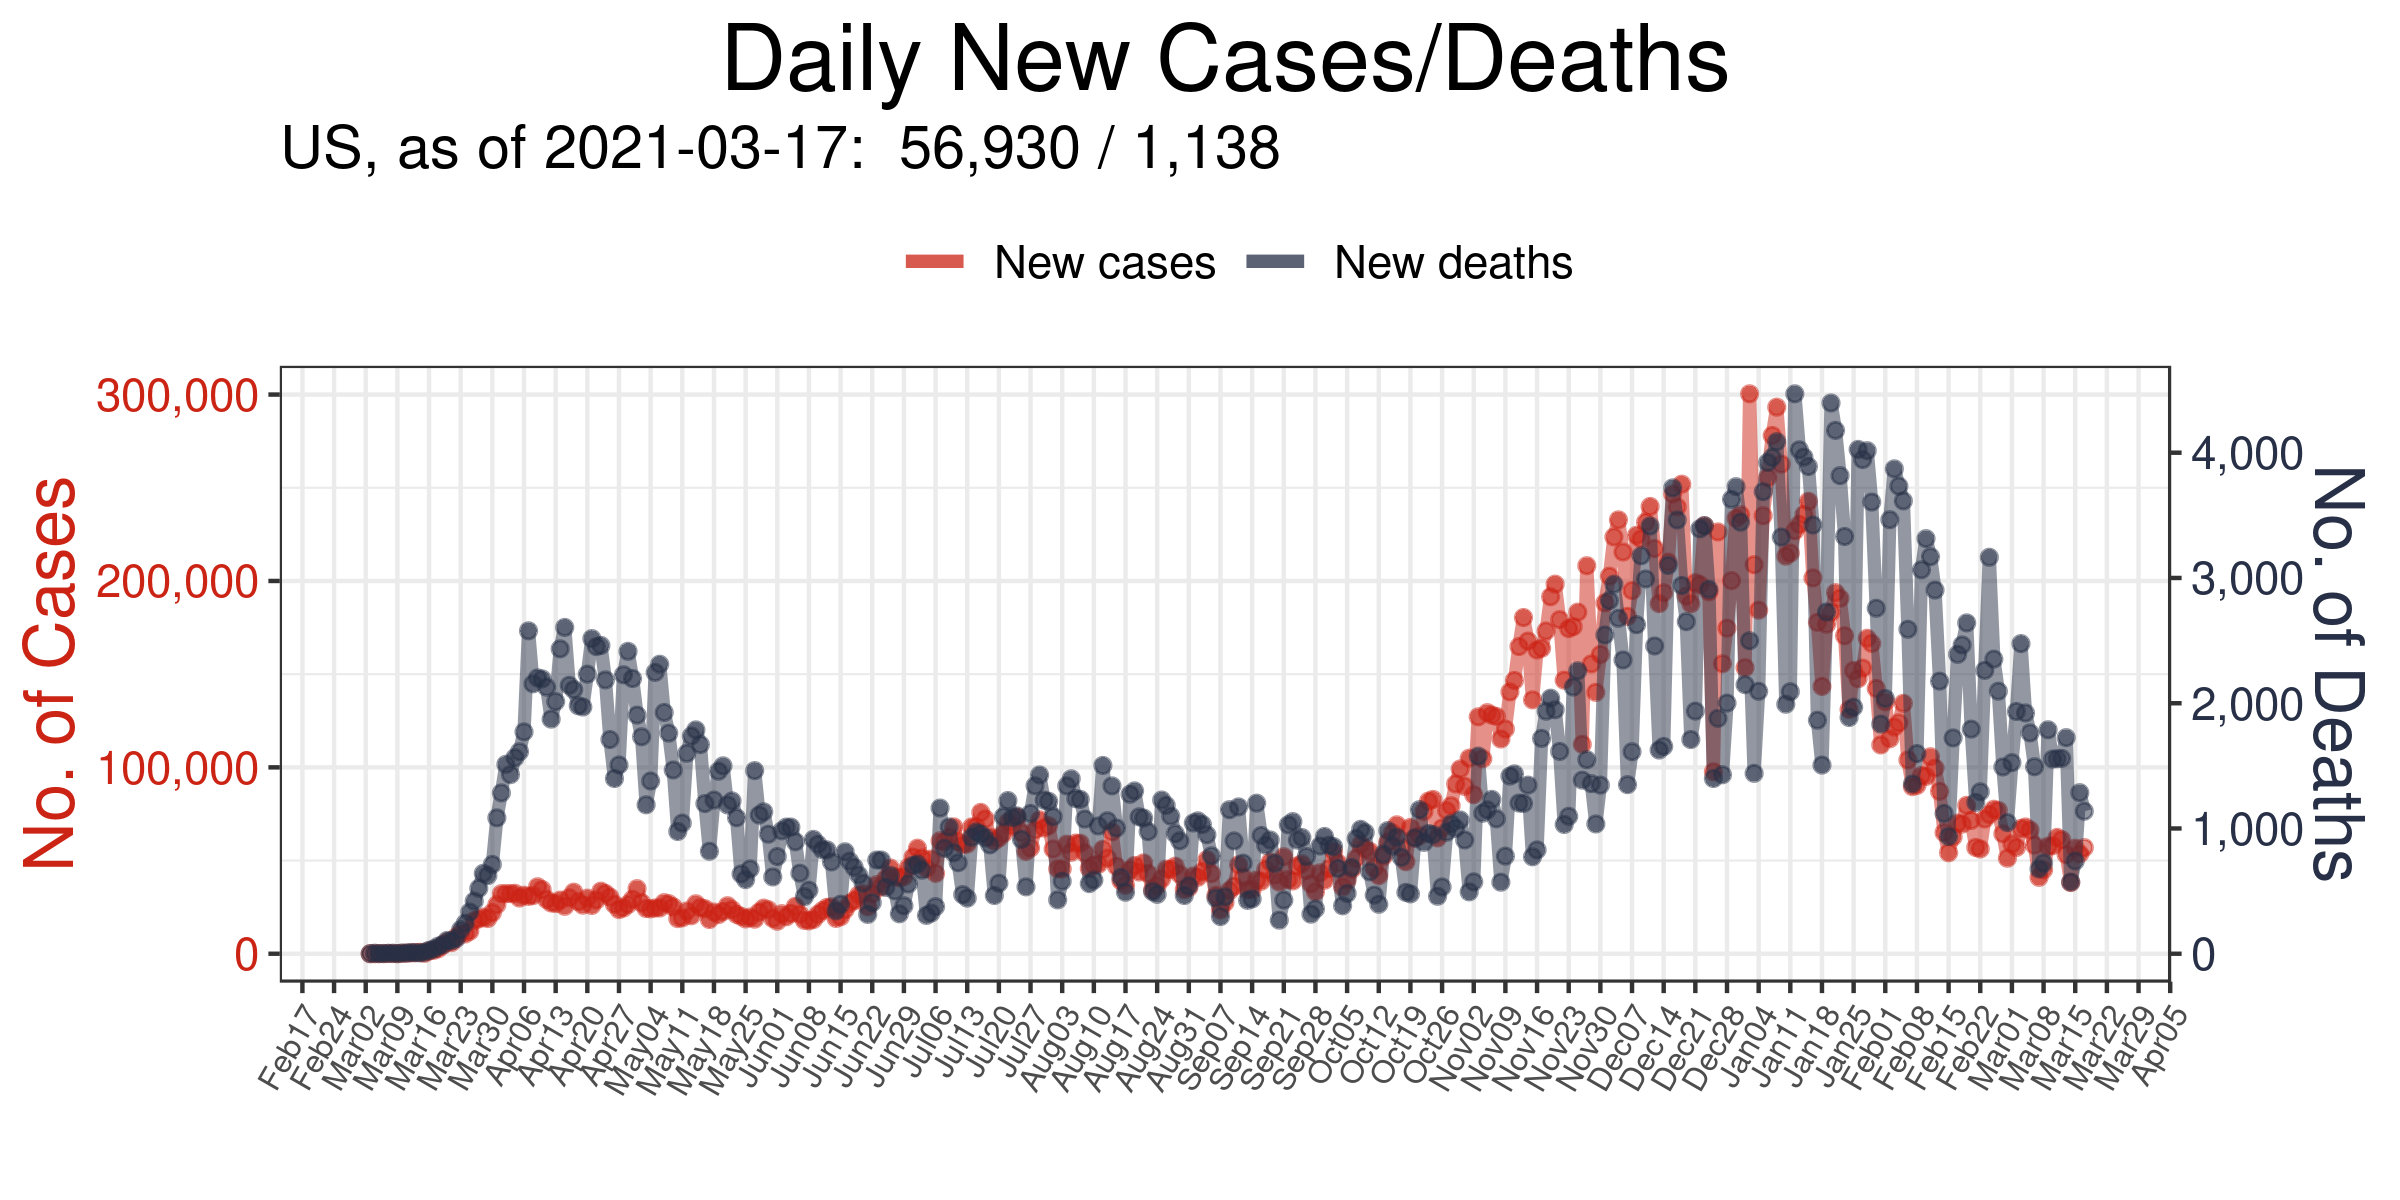 Daily New Cases/Deaths
US, as of 2021-03-17:  56,930 / 1,138
New cases
New deaths
No. of Cases
300,000
200,000
100,000
0
4,000
3,000
2,000
1,000
0
No. of Deaths
Feb17
Feb24
Mar02
Mar09
Mar16
Mar23
Mar30
Apr06
Apr13
Apr20
Apr27
May04
May11
May18
May25
Jun01
Jun08
Jun15
Jun22
Jun29
Jul06
Jul13
Jul20
Jul27
Aug03
Aug10
Aug17
Aug24
Aug31
Sep07
Sep14
Sep21
Sep28
Oct05
Oct12
Oct19
Oct26
Nov02
Nov09
Nov16
Nov23
Nov30
Dec07
Dec14
Dec21
Dec28
Jan04
Jan11
Jan18
Jan25
Feb01
Feb08
Feb15
Feb22
Mar01
Mar08
Mar15
Mar22
Mar29
Apr05